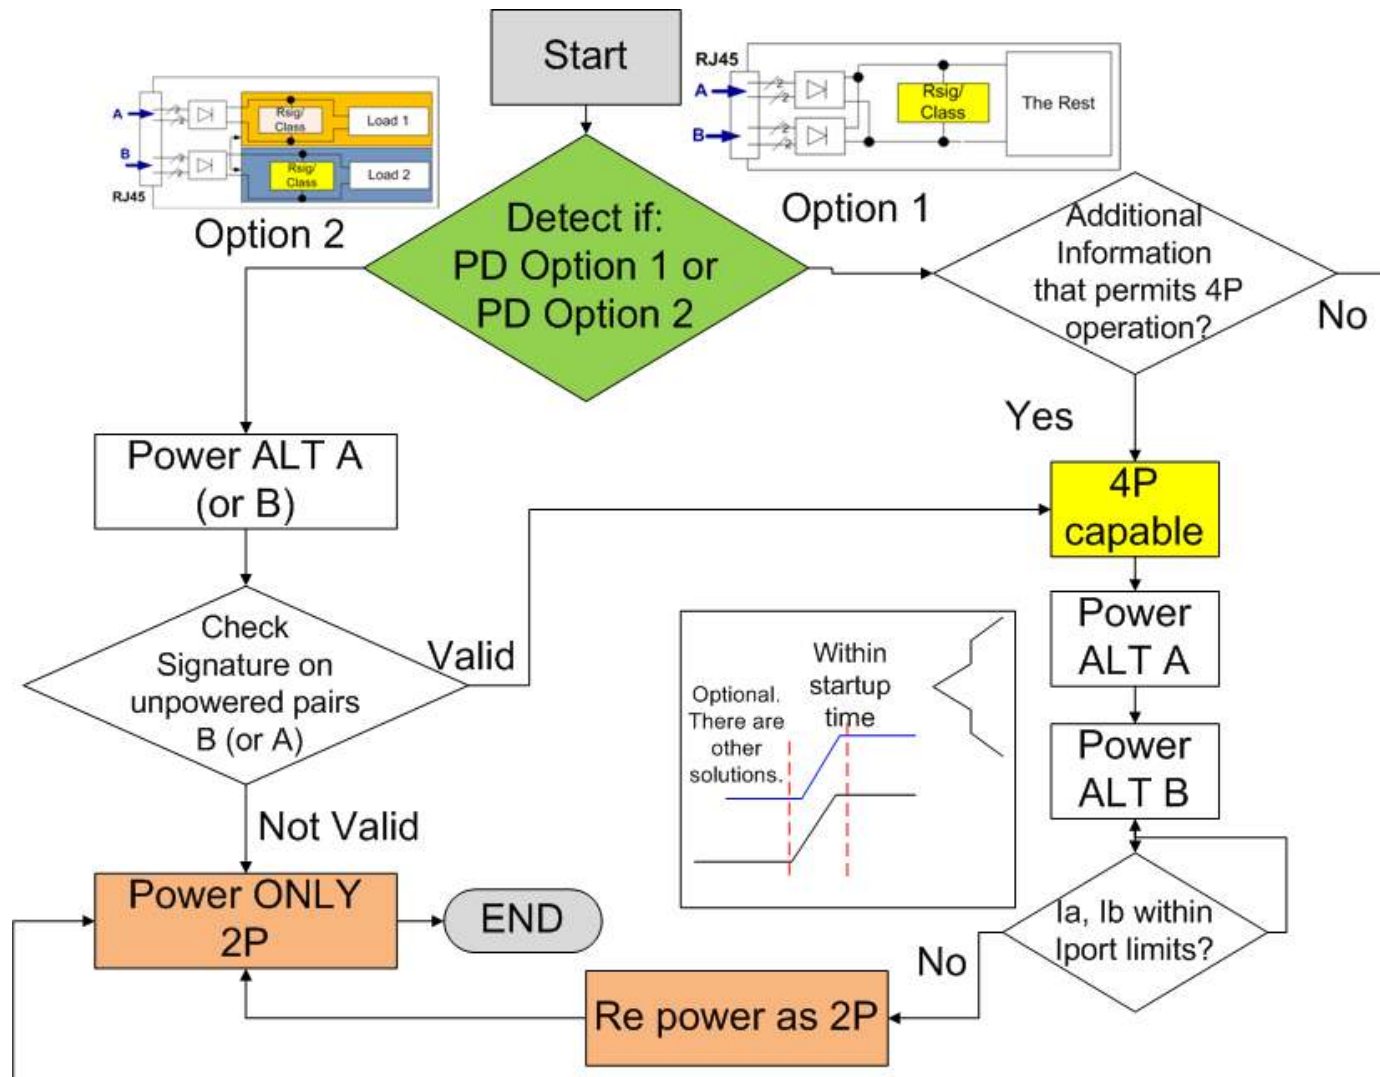 Start
RJ45
A
B
Rsig/
Class
Load 1
Rsig/
Class
Load 2
RJ45
Option 2
RJ45
A
B
Rsig/
Class
The Rest
Option 1
Detect if:
PD Option 1 or
PD Option 2
Additional
Information
that permits 4P
operation?
No
Yes
Power ALT A
(or B)
4P
capable
Check
Signature on
unpowered pairs
B (or A)
Valid
Not Valid
Power
ALT A
Power
ALT B
Optional.
There are
other
solutions.
Within
startup
time
Power ONLY
2P
END
Ia, Ib within
Iport limits?
No
Re power as 2P